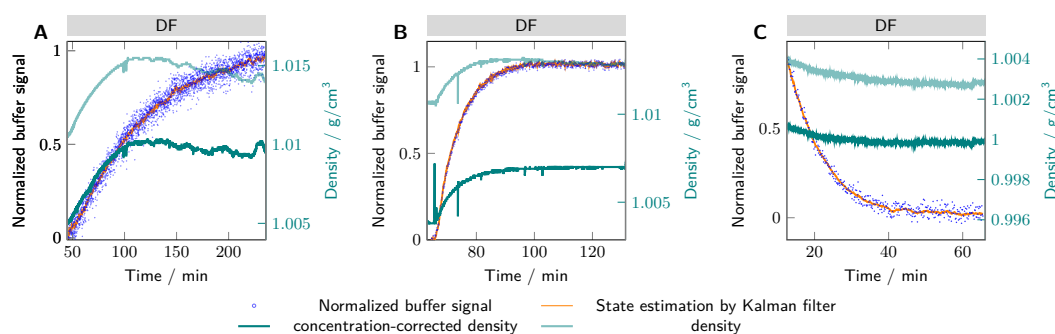 A
DF
Normalized buffer signal
1
0.5
0
50
100
150
200
Time / min
1.015
1.01
1.005
Density / g/cm³
B
DF
Normalized buffer signal
1
0.5
0
80
100
120
Time / min
1.01
1.005
Density / g/cm³
C
DF
Normalized buffer signal
0.5
0
20
40
60
Time / min
1.004
1.002
1
0.998
0.996
Density / g/cm³
Normalized buffer signal
State estimation by Kalman filter
concentration-corrected density
density